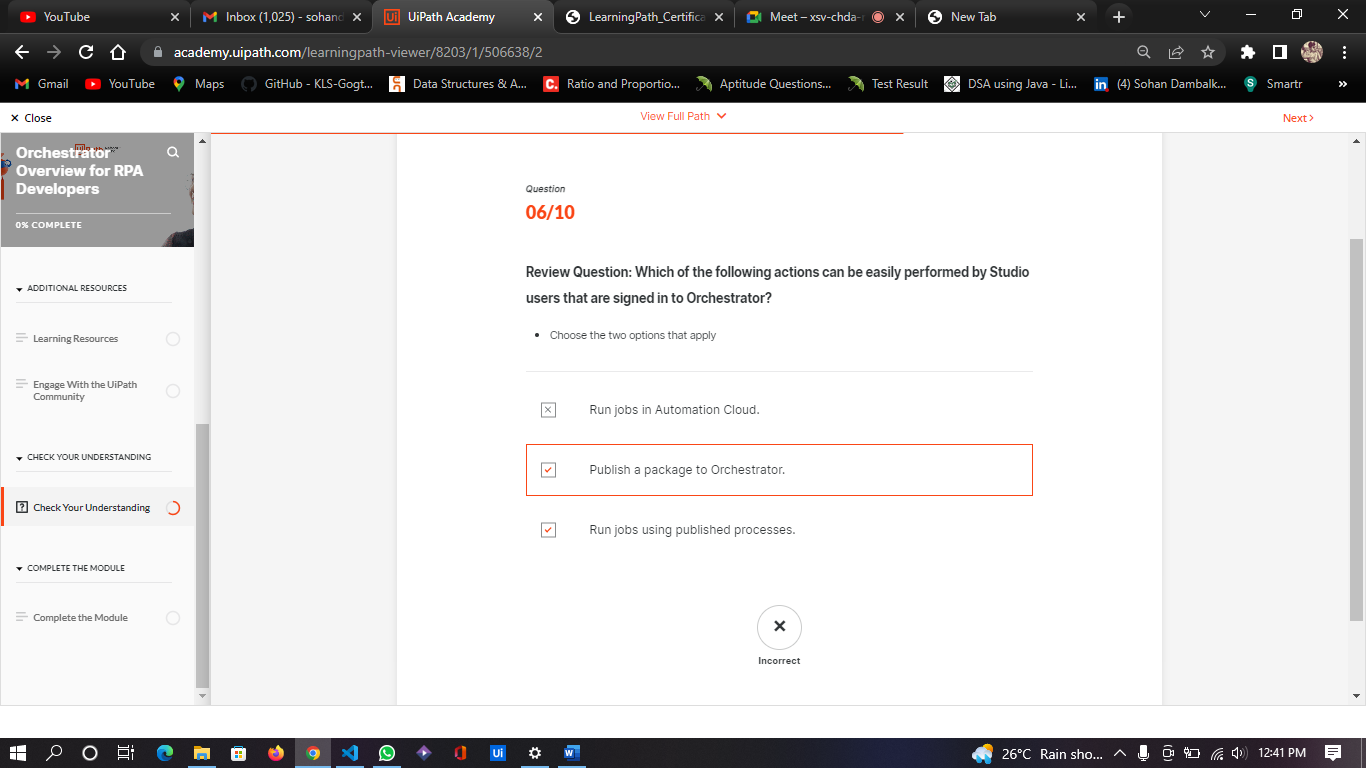 YouTube
Inbox (1,025) - sohand
UiPath Academy
LearningPath_Certifica
Meet – xsv-chda-r
New Tab
academy.uipath.com/learningpath-viewer/8203/1/506638/2
Gmail
YouTube
Maps
GitHub - KLS-Gogt...
Data Structures & A...
Ratio and Proportio...
Aptitude Questions...
Test Result
DSA using Java - Li...
(4) Sohan Dambalk...
Smartr
»
Close
View Full Path
Next
Orchestrator
Overview for RPA
Developers
0% COMPLETE
ADDITIONAL RESOURCES
Learning Resources
Engage With the UiPath
Community
CHECK YOUR UNDERSTANDING
Check Your Understanding
COMPLETE THE MODULE
Complete the Module
Question
06/10
Review Question: Which of the following actions can be easily performed by Studio
users that are signed in to Orchestrator?
• Choose the two options that apply
Run jobs in Automation Cloud.
Publish a package to Orchestrator.
Run jobs using published processes.
Incorrect
26°C Rain sho...
12:41 PM